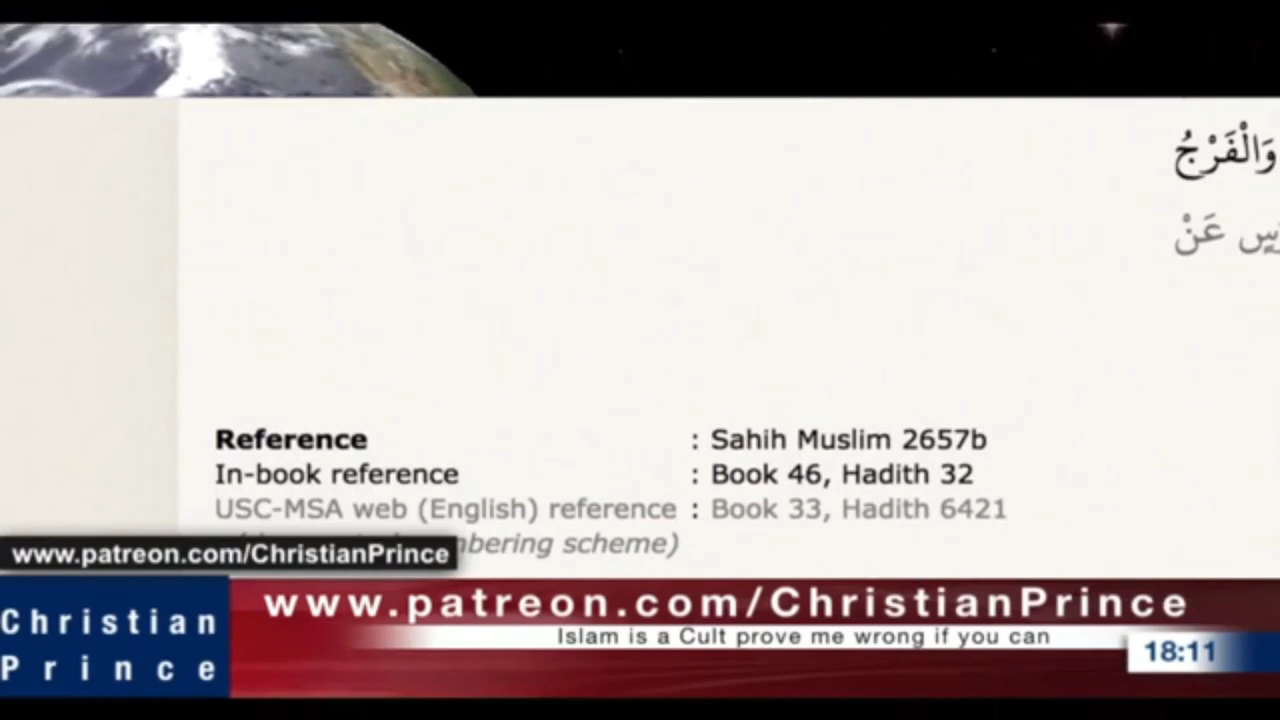 وَالْفَرْجُ
سٍ عَنْ
Reference : Sahih Muslim 2657b
In-book reference : Book 46, Hadith 32
USC-MSA web (English) reference : Book 33, Hadith 6421
mbering scheme)
www.patreon.com/ChristianPrince
www.patreon.com/ChristianPrince
Islam is a Cult prove me wrong if you can
Christian
Prince
18:11